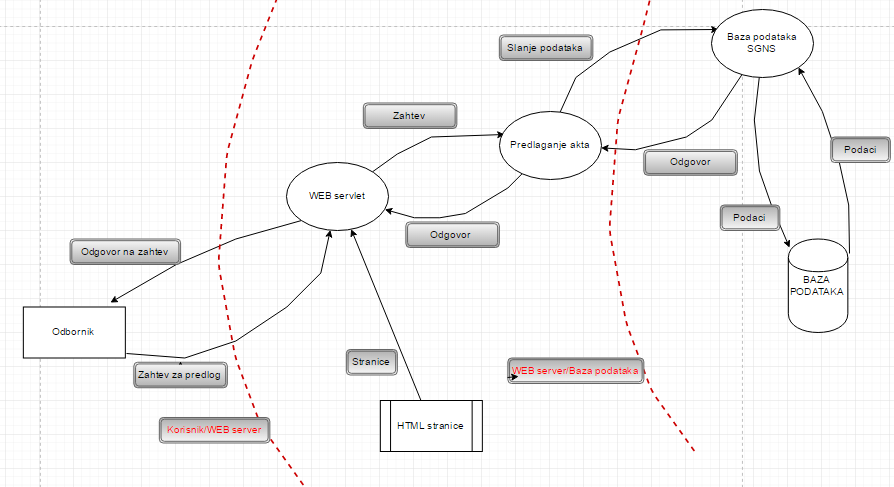 Baza podataka
SGNS
Slanje podataka
Zahtev
Predlaganje akta
Podaci
Odgovor
WEB servlet
Podaci
Odgovor
Odgovor na zahtev
BAZA
PODATAKA
Odbornik
Stranice
Zahtev za predlog
WEB server/Baza podataka
Korisnik/WEB server
HTML stranice